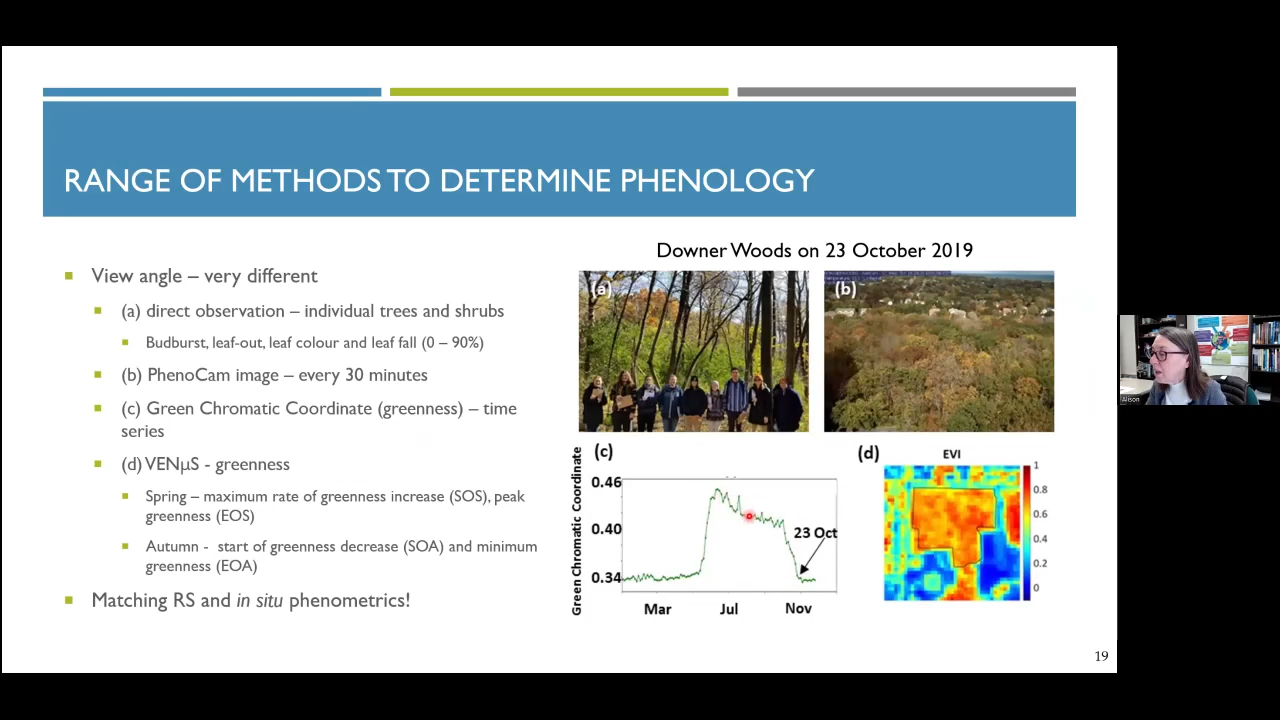 RANGE OF METHODS TO DETERMINE PHENOLOGY
View angle – very different
(a) direct observation – individual trees and shrubs
Budburst, leaf-out, leaf colour and leaf fall (0 – 90%)
(b) PhenoCam image – every 30 minutes
(c) Green Chromatic Coordinate (greenness) – time
series
(d) VENµS - greenness
Spring – maximum rate of greenness increase (SOS), peak
greenness (EOS)
Autumn - start of greenness decrease (SOA) and minimum
greenness (EOA)
Matching RS and in situ phenometrics!
Downer Woods on 23 October 2019
(a)
(b)
(c)
Green Chromatic Coordinate
0.46
0.40
0.34
23 Oct
Mar Jul Nov
(d)
EVI
1
0.8
0.6
0.4
0.2
0
19
Alison